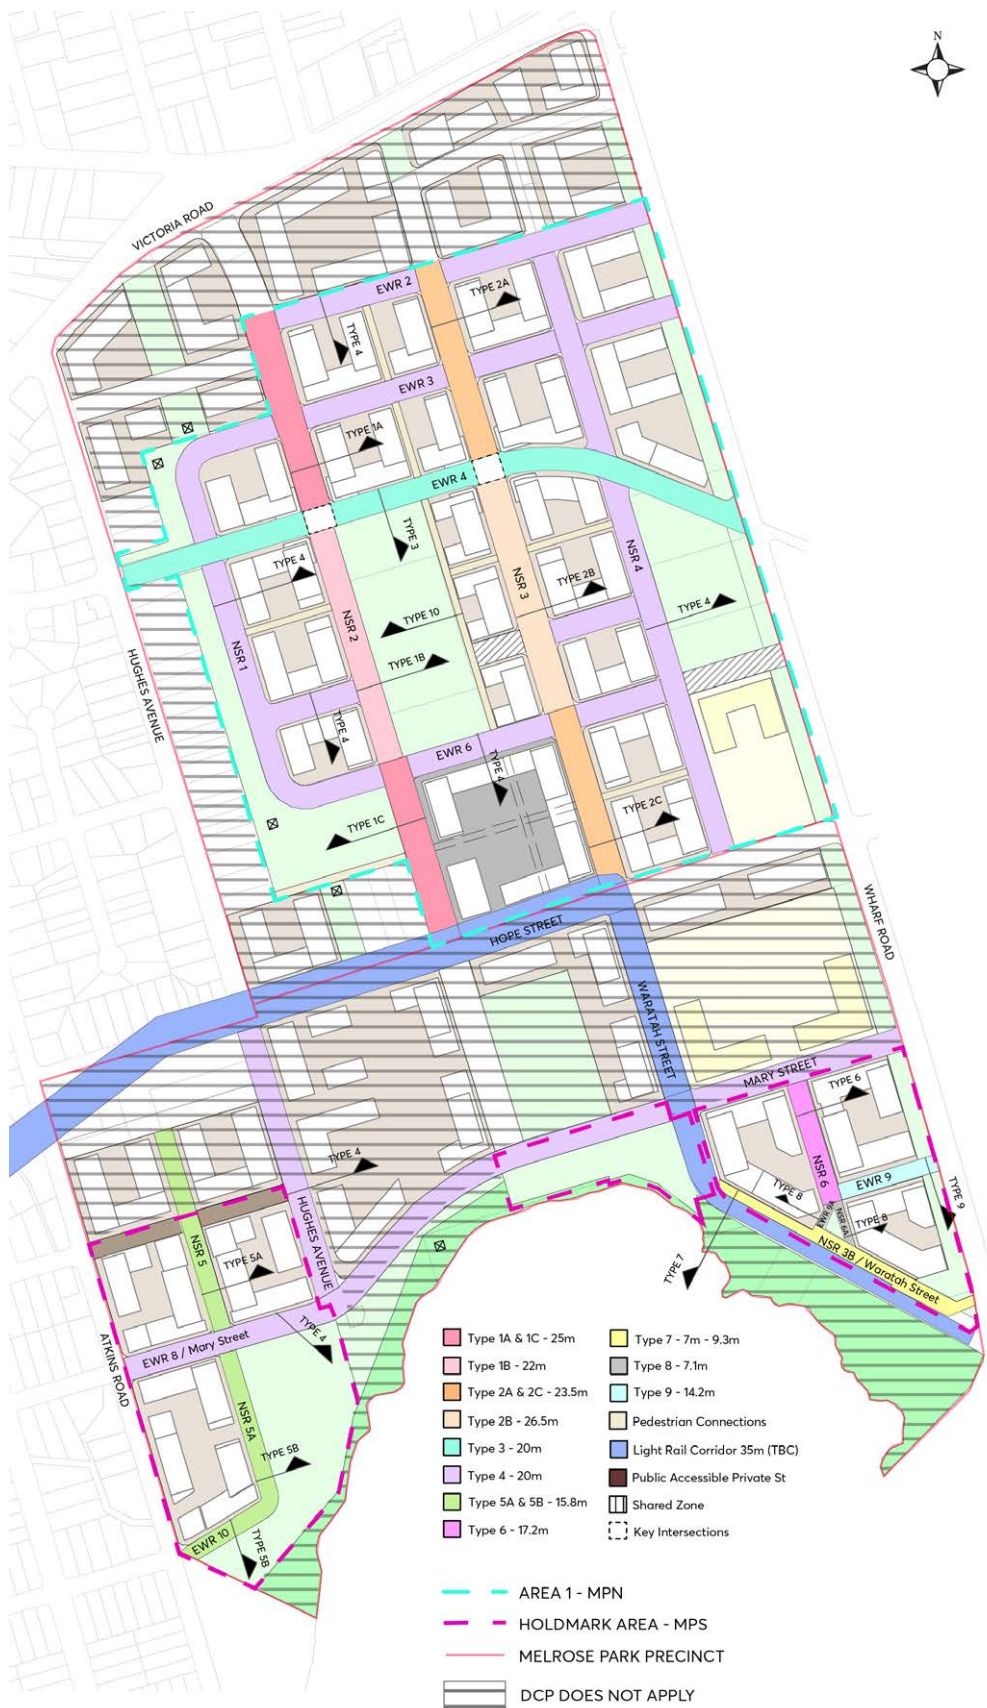 N
VICTORIA ROAD
EWR 2
TYPE 2A
TYPE 4
EWR 3
TYPE 1A
EWR 4
TYPE 3
TYPE 4
NSR 4
NSR 3
TYPE 2B
TYPE 4
TYPE 10
NSR 2
NSR 1
TYPE 1B
HUGHES AVENUE
TYPE 4
EWR 6
TYPE 4
TYPE 2C
TYPE 1C
WHARF ROAD
HOPE STREET
WARATAH STREET
MARY STREET
TYPE 6
TYPE 4
NSR 6
EWR 9
TYPE 8
TYPE 9
HUGHES AVENUE
EWR 9A
NSR 6A
TYPE 8
NSR 5
TYPE 5A
NSR 3B / Waratah Street
TYPE 7
TYPE 4
ATKINS ROAD
EWR 8 / Mary Street
NSR 5A
TYPE 5B
EWR 10
TYPE 5B
Type 1A & 1C - 25m
Type 1B - 22m
Type 2A & 2C - 23.5m
Type 2B - 26.5m
Type 3 - 20m
Type 4 - 20m
Type 5A & 5B - 15.8m
Type 6 - 17.2m
Type 7 - 7m - 9.3m
Type 8 - 7.1m
Type 9 - 14.2m
Pedestrian Connections
Light Rail Corridor 35m (TBC)
Public Accessible Private St
Shared Zone
Key Intersections
AREA 1 - MPN
HOLDMARK AREA - MPS
MELROSE PARK PRECINCT
DCP DOES NOT APPLY